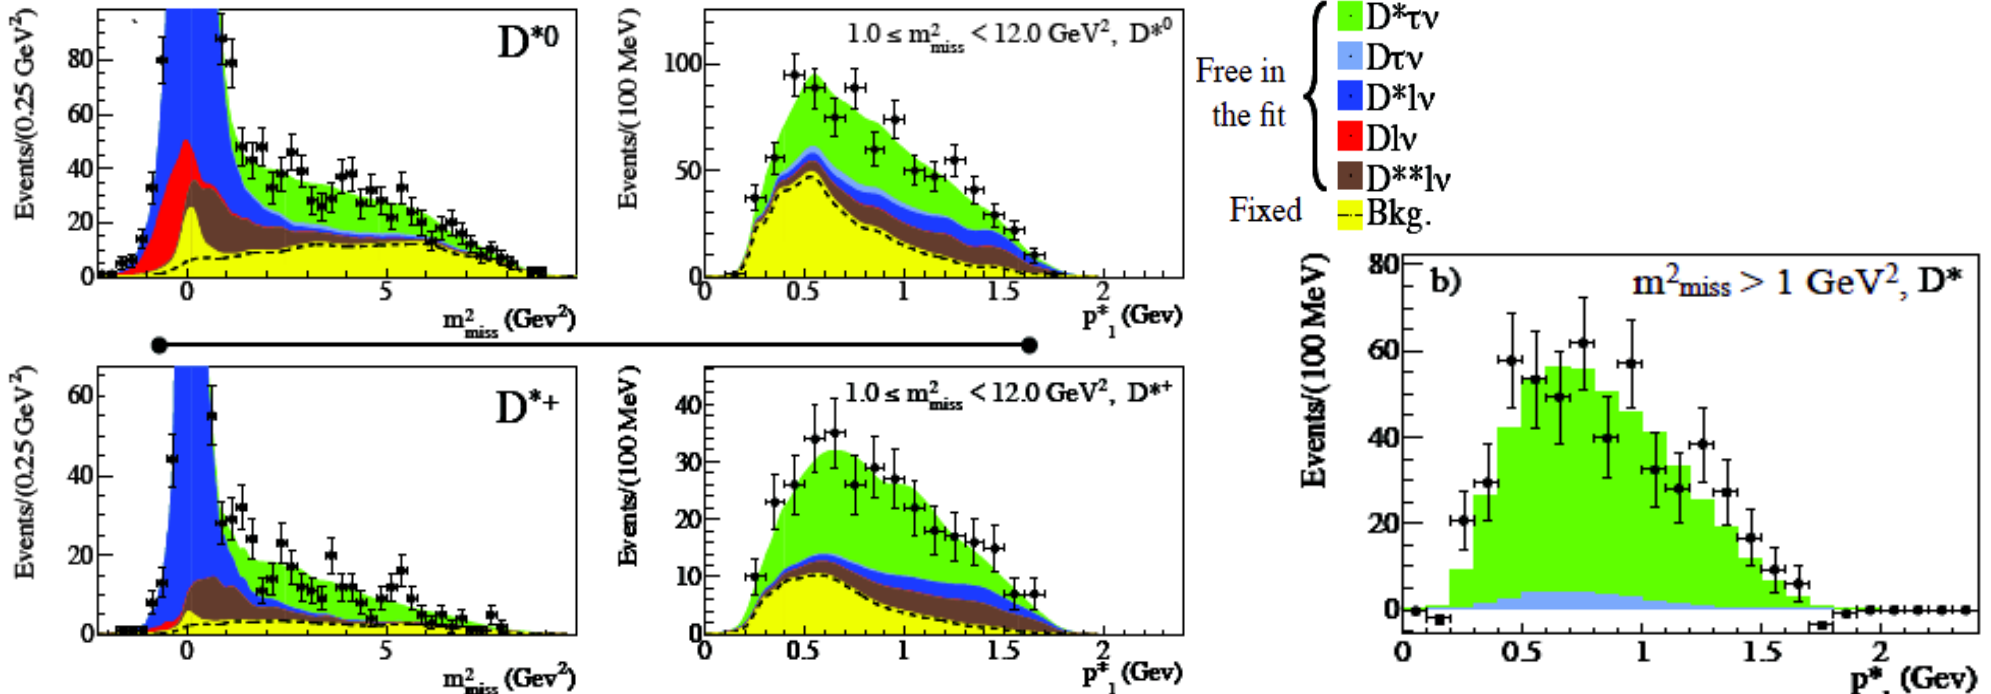 Events/(0.25 GeV²)
80
60
40
20
0
D*0
0
5
m²miss (Gev²)
Events/(100 MeV)
100
50
0
1.0 ≤ m²miss < 12.0 GeV², D*⁰
0
0.5
1
1.5
2
p*l (Gev)
Free in
the fit
Fixed
D*τν
Dτν
D*lν
Dlν
D**lν
Bkg.
Events/(0.25 GeV²)
60
40
20
0
D*+
0
5
m²miss (Gev²)
Events/(100MeV)
40
30
20
10
0
1.0 ≤ m²miss < 12.0 GeV², D*⁺
0
0.5
1
1.5
2
p*l (Gev)
Events/(100 MeV)
80
60
40
20
0
b)
m²miss > 1 GeV², D*
0
0.5
1
1.5
2
p*l (Gev)